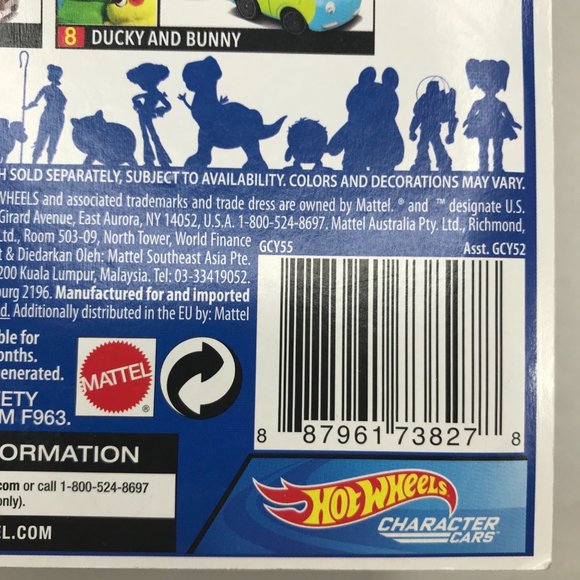 8 DUCKY AND BUNNY
H SOLD SEPARATELY, SUBJECT TO AVAILABILITY. COLORS AND DECORATIONS MAY VARY.
WHEELS and associated trademarks and trade dress are owned by Mattel. ® and ™ designate U.S.
Girard Avenue, East Aurora, NY 14052, U.S.A. 1-800-524-8697. Mattel Australia Pty. Ltd., Richmond,
Ltd., Room 503-09, North Tower, World Finance
t & Diedarkan Oleh: Mattel Southeast Asia Pte.
200 Kuala Lumpur, Malaysia. Tel: 03-33419052.
burg 2196. Manufactured for and imported
d. Additionally distributed in the EU by: Mattel
GCY55
Asst. GCY52
ble for
onths.
enerated.
FETY
M F963.
MATTEL
®
8 87961 73827 8
FORMATION
com or call 1-800-524-8697
only).
EL.COM
HOT WHEELS
CHARACTER
CARS™